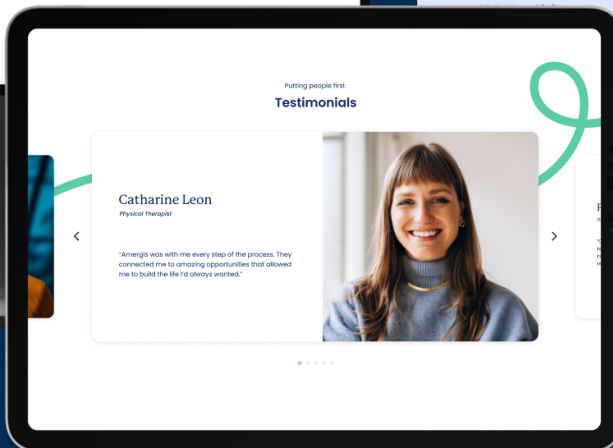 Putting people first
Testimonials
Catharine Leon
Physical Therapist
"Amergis was with me every step of the process. They
connected me to amazing opportunities that allowed
me to build the life I'd always wanted."